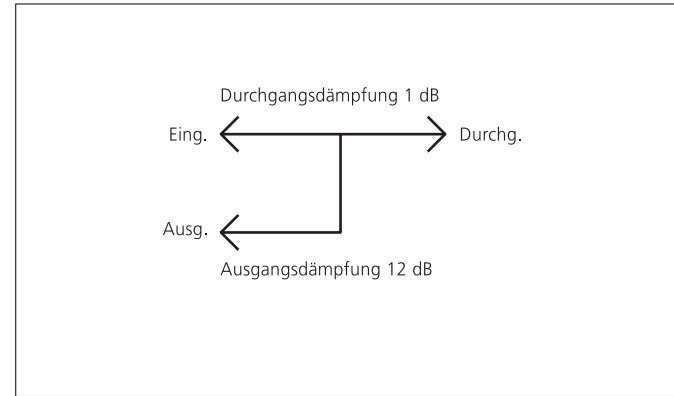 Durchgangsdämpfung 1 dB
Eing.
Durchg.
Ausg.
Ausgangsdämpfung 12 dB